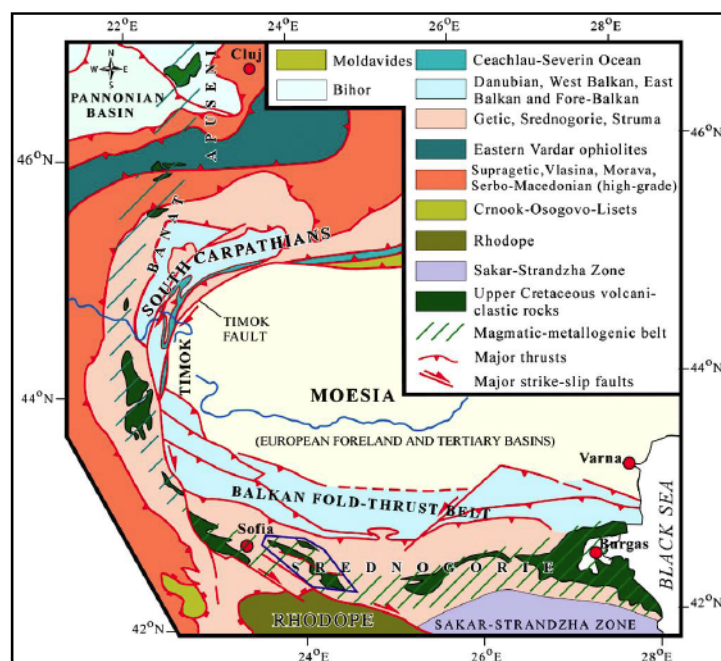 22°E
24°E
26°E
28°E
Cluj
PANNONIAN
BASIN
N
W
E
S
APUSENI
46°N
46°N
44°N
44°N
42°N
42°N
Moldavides
Bihor
Ceachlau-Severin Ocean
Danubian, West Balkan, East
Balkan and Fore-Balkan
Getic, Srednogorie, Struma
Eastern Vardar ophiolites
Supragetic,Vlasina, Morava,
Serbo-Macedonian (high-grade)
Crnook-Osogovo-Lisets
Rhodope
Sakar-Strandzha Zone
Upper Cretaceous volcani-
clastic rocks
Magmatic-metallogenic belt
Major thrusts
Major strike-slip faults
BANAT
SOUTH CARPATHIANS
TIMOK
FAULT
TIMOK
MOESIA
(EUROPEAN FORELAND AND TERTIARY BASINS)
Varna
BALKAN FOLD-THRUST BELT
BLACK SEA
Sofia
Burgas
SREDNOGORIE
RHODOPE
SAKAR-STRANDZHA ZONE
24°E
26°E
28°E